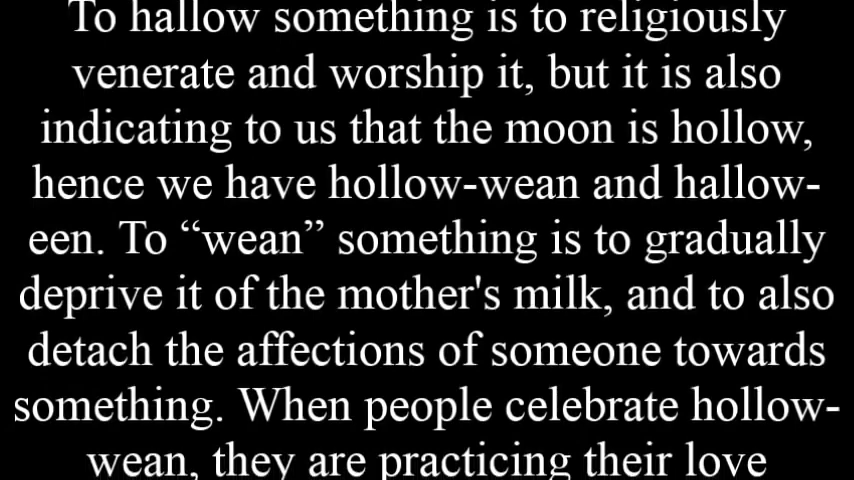 To hallow something is to religiously
venerate and worship it, but it is also
indicating to us that the moon is hollow,
hence we have hollow-wean and hallow-
een. To “wean” something is to gradually
deprive it of the mother's milk, and to also
detach the affections of someone towards
something. When people celebrate hollow-
wean, they are practicing their love